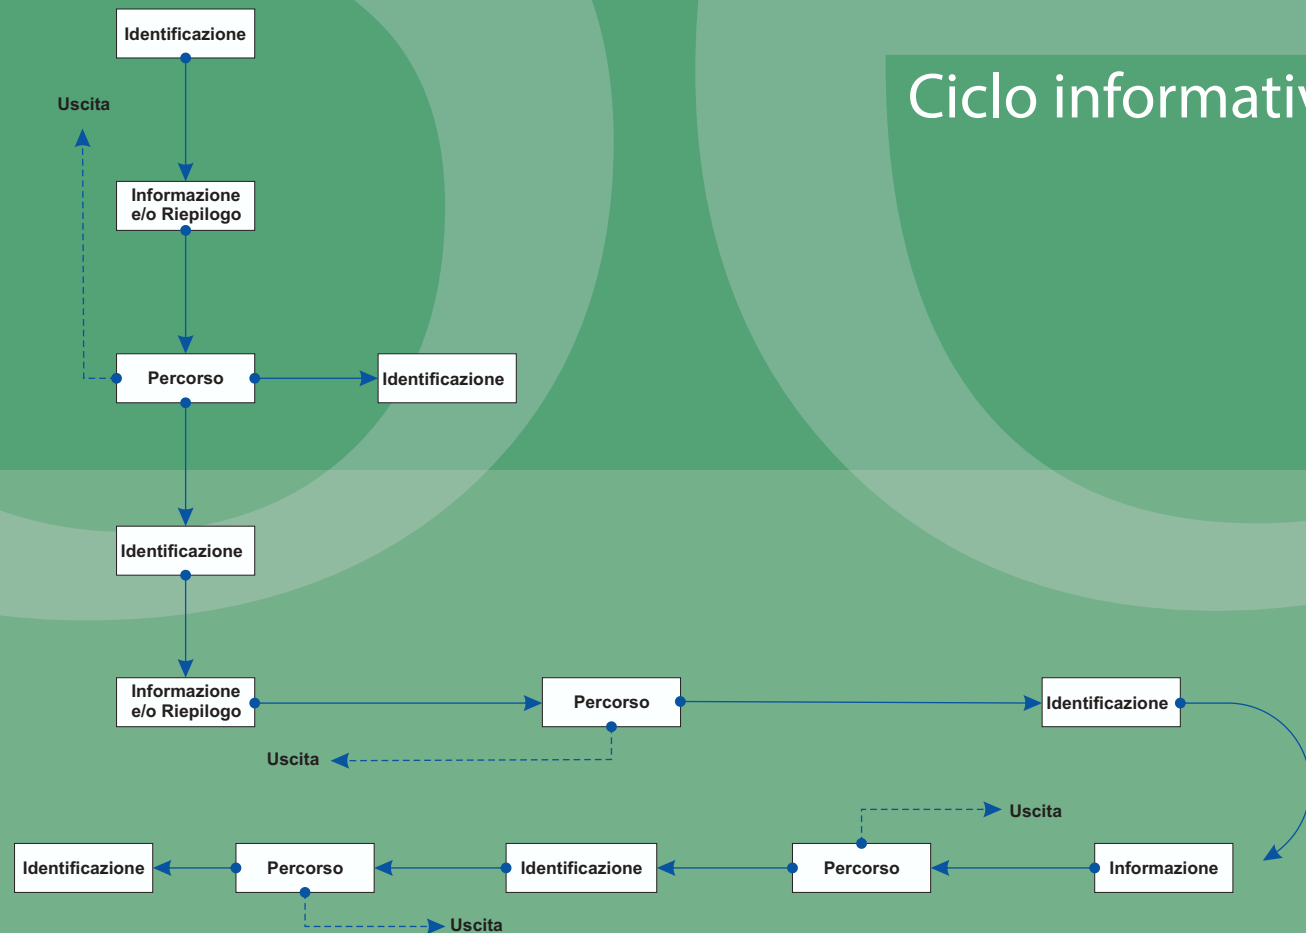 Identificazione
Ciclo informativ
Uscita
Informazione
e/o Riepilogo
Percorso
Identificazione
Identificazione
Informazione
e/o Riepilogo
Percorso
Identificazione
Uscita
Uscita
Identificazione
Percorso
Identificazione
Percorso
Informazione
Uscita